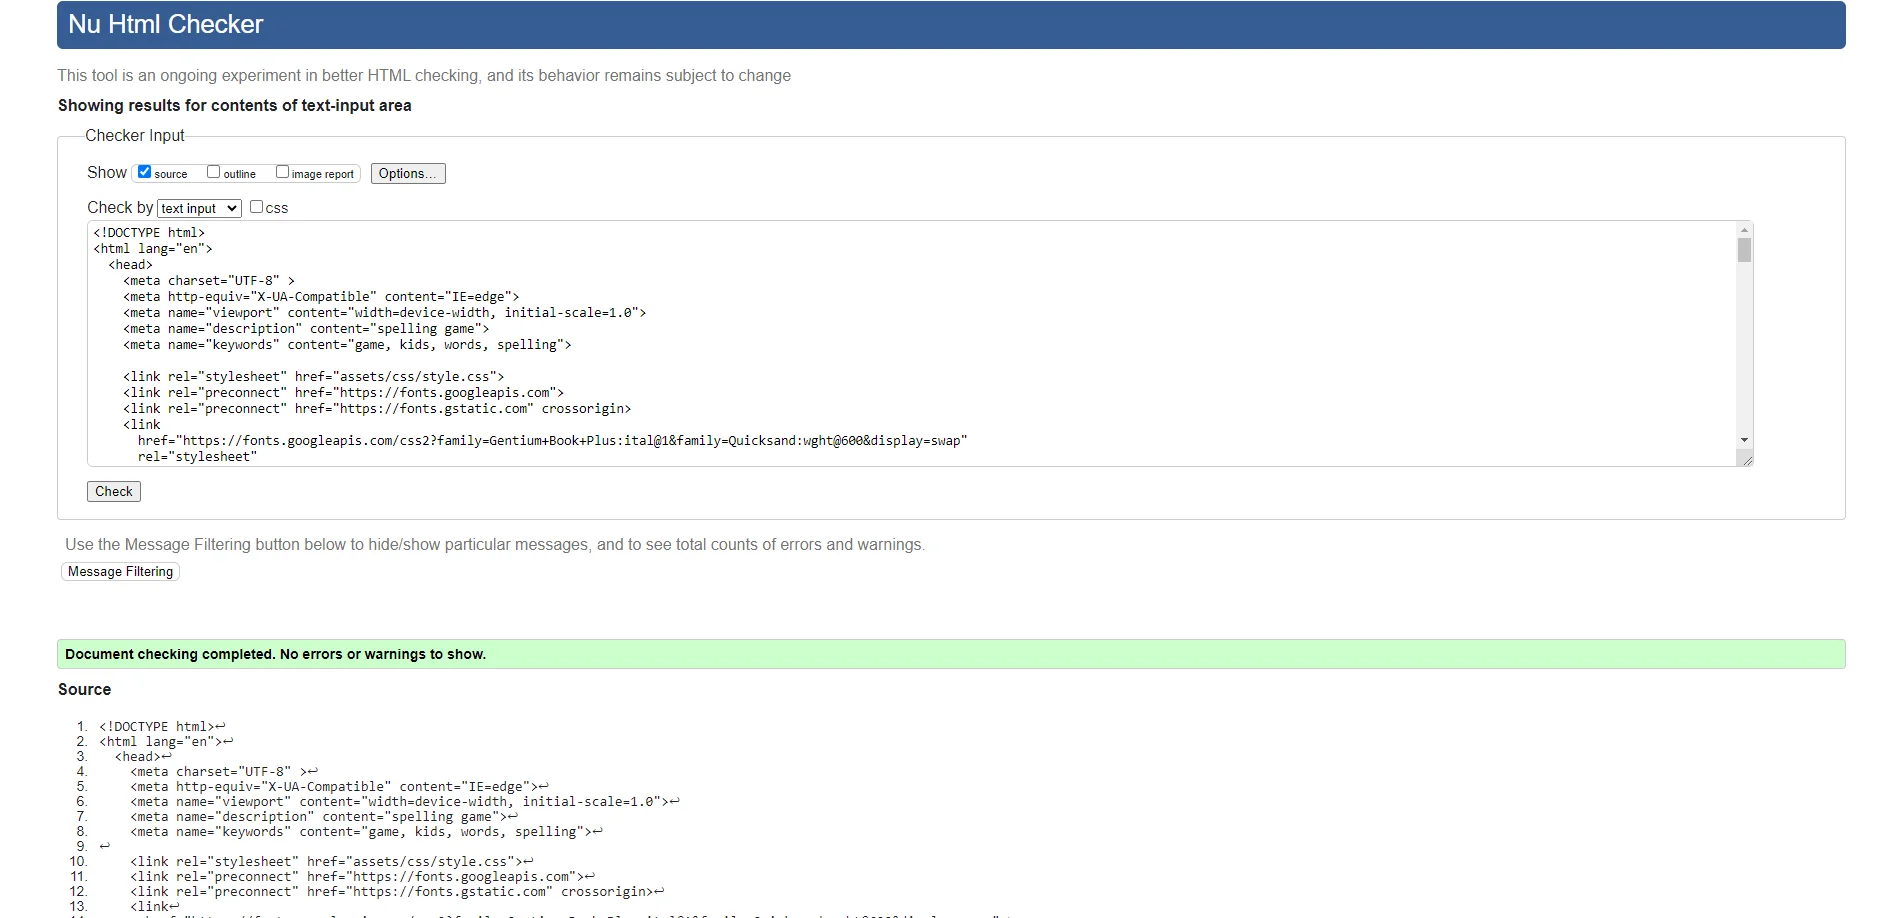 Nu Html Checker
This tool is an ongoing experiment in better HTML checking, and its behavior remains subject to change
Showing results for contents of text-input area
Checker Input
Show source outline image report Options...
Check by text input css
<!DOCTYPE html>
<html lang="en">
<head>
<meta charset="UTF-8" >
<meta http-equiv="X-UA-Compatible" content="IE=edge">
<meta name="viewport" content="width=device-width, initial-scale=1.0">
<meta name="description" content="spelling game">
<meta name="keywords" content="game, kids, words, spelling">
<link rel="stylesheet" href="assets/css/style.css">
<link rel="preconnect" href="https://fonts.googleapis.com">
<link rel="preconnect" href="https://fonts.gstatic.com" crossorigin>
<link
href="https://fonts.googleapis.com/css2?family=Gentium+Book+Plus:ital@1&family=Quicksand:wght@600&display=swap"
rel="stylesheet"
Check
Use the Message Filtering button below to hide/show particular messages, and to see total counts of errors and warnings.
Message Filtering
Document checking completed. No errors or warnings to show.
Source
1. <!DOCTYPE html>↩
2. <html lang="en">↩
3. <head>↩
4. <meta charset="UTF-8" >↩
5. <meta http-equiv="X-UA-Compatible" content="IE=edge">↩
6. <meta name="viewport" content="width=device-width, initial-scale=1.0">↩
7. <meta name="description" content="spelling game">↩
8. <meta name="keywords" content="game, kids, words, spelling">↩
9. ↩
10. <link rel="stylesheet" href="assets/css/style.css">↩
11. <link rel="preconnect" href="https://fonts.googleapis.com">↩
12. <link rel="preconnect" href="https://fonts.gstatic.com" crossorigin>↩
13. <link↩